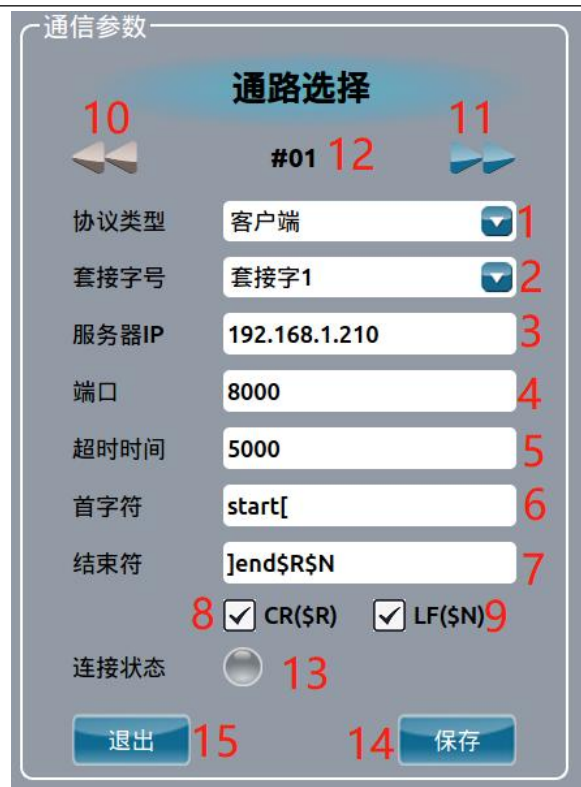 通信参数
通路选择
10 11
#01 12
协议类型 客户端 1
套接字号 套接字1 2
服务器IP 192.168.1.210 3
端口 8000 4
超时时间 5000 5
首字符 start[ 6
结束符 ]end$R$N 7
8 CR($R) LF($N) 9
连接状态 13
退出 15 14 保存